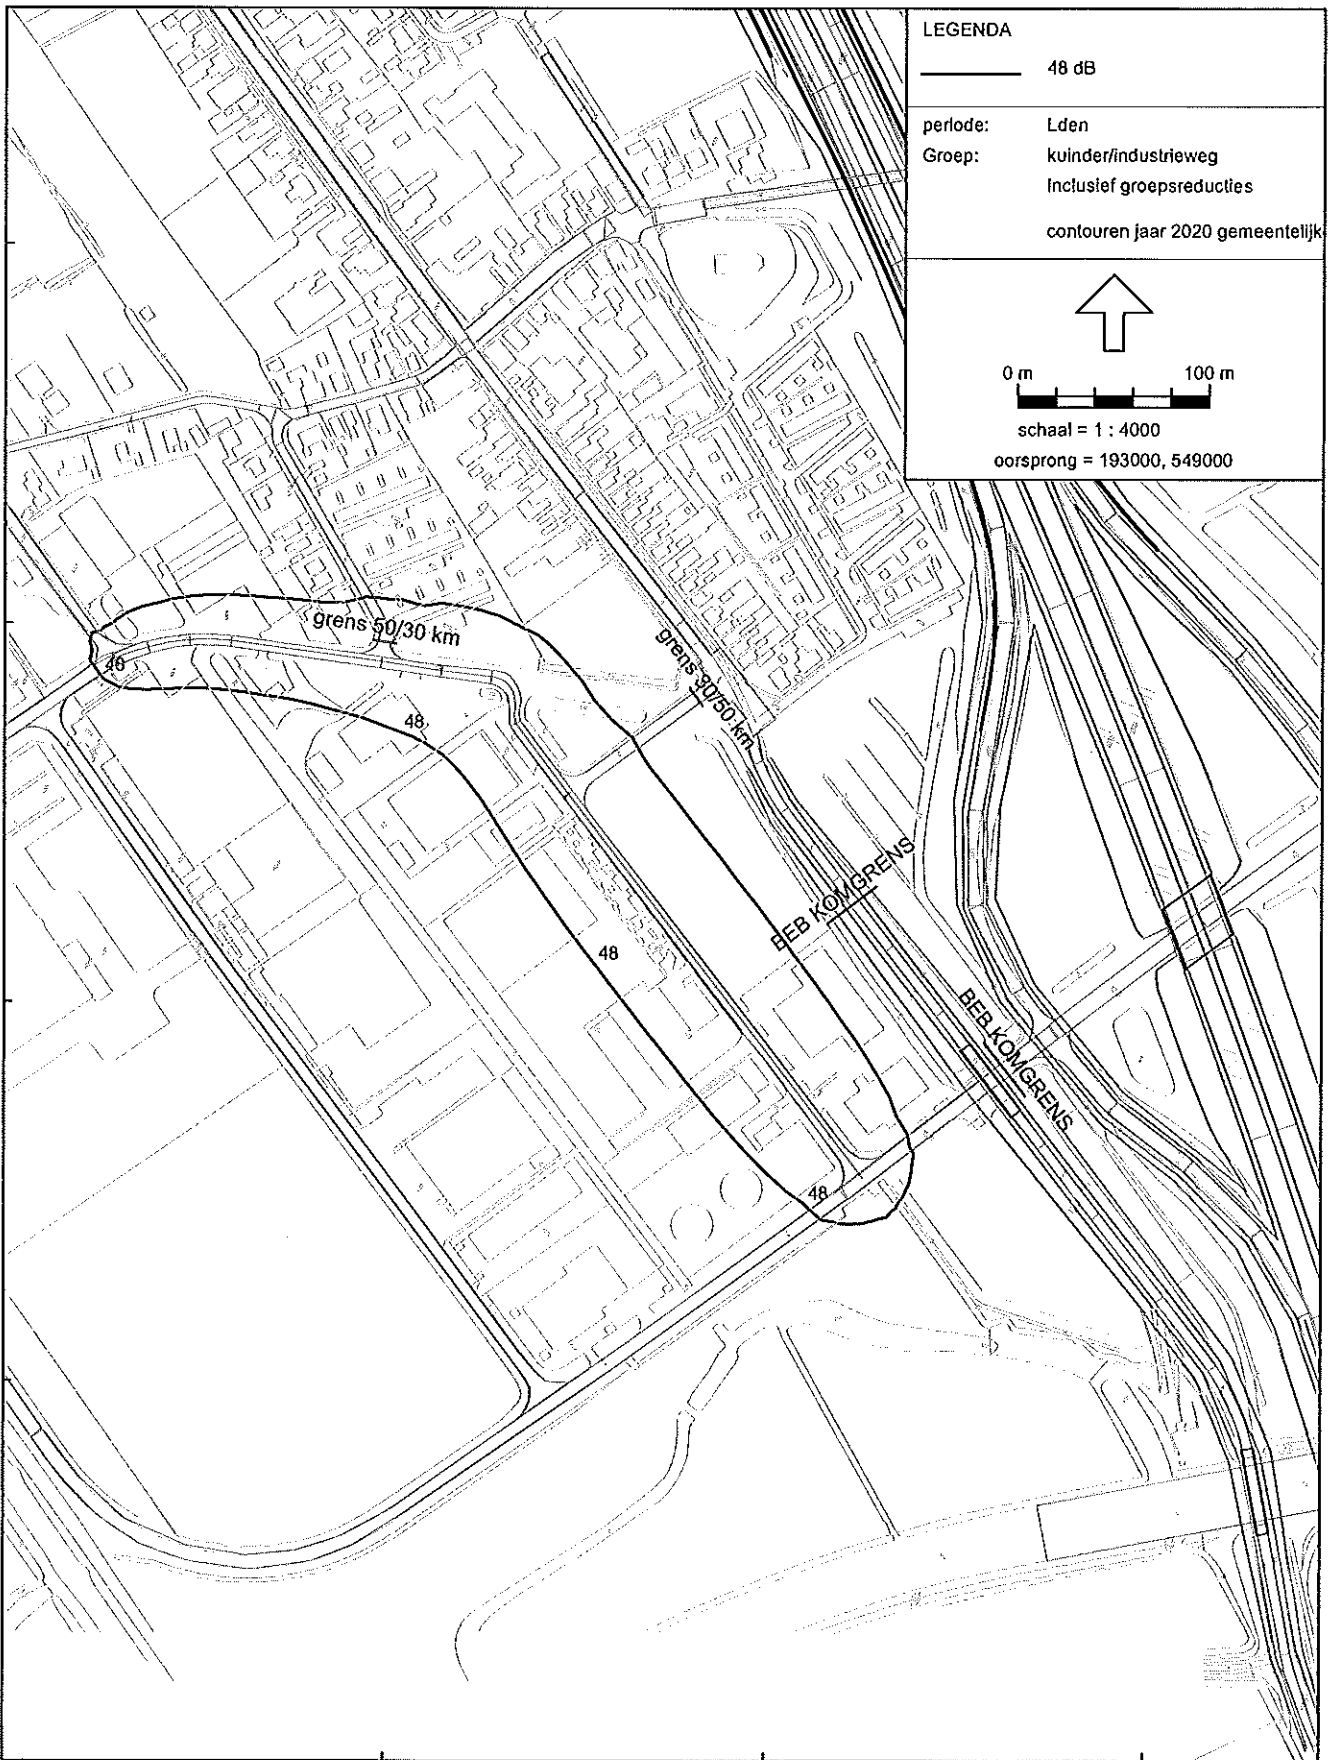 LEGENDA
48 dB
periode: Lden
Groep: kuinder/industrieweg
Inclusief groepsreducties
contouren jaar 2020 gemeentelijk
0 m 100 m
schaal = 1 : 4000
oorsprong = 193000, 549000
grens 50/30 km
grens 30/50 km
48
48
BEB KOMGRENS
48
BEB KOMGRENS
48